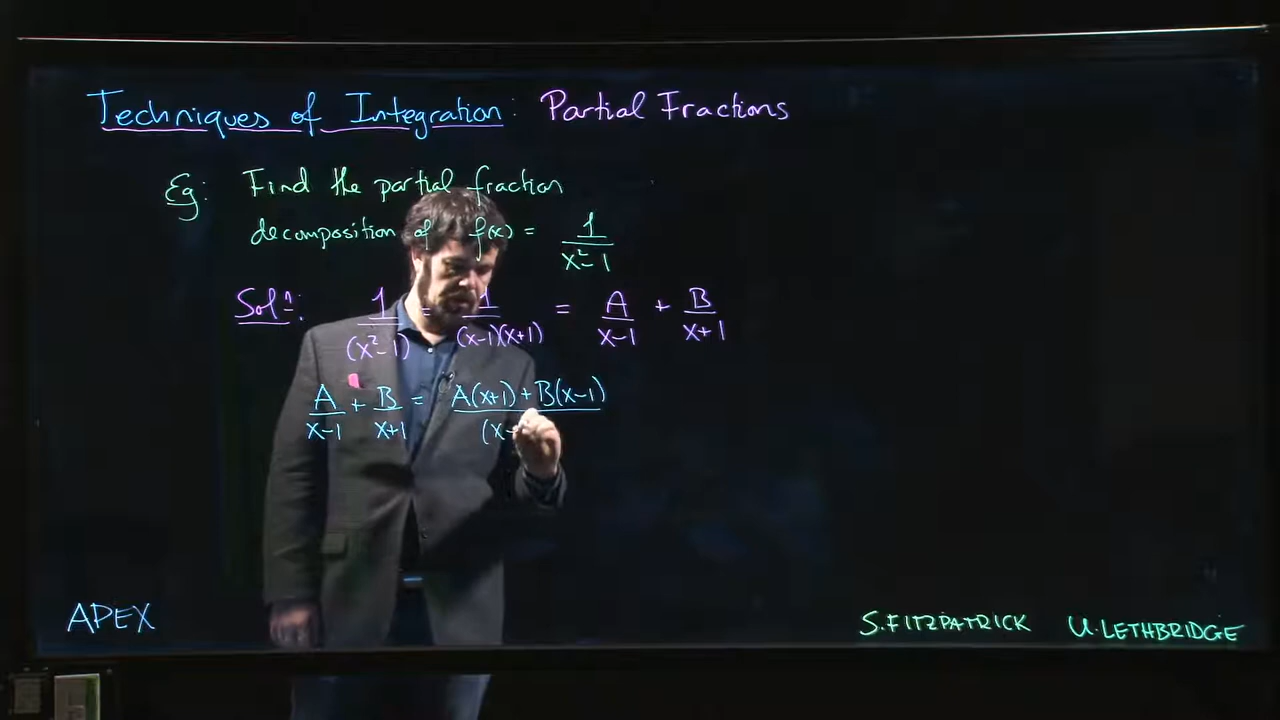 Techniques of Integration: Partial Fractions
Eg: Find the partial fraction
decomposition of f(x) = 1/(x²-1)
Solⁿ: 1/(x²-1) = 1/((x-1)(x+1)) = A/(x-1) + B/(x+1)
A/(x-1) + B/(x+1) = (A(x+1) + B(x-1))/(x-
APEX
S. FITZPATRICK U. LETHBRIDGE